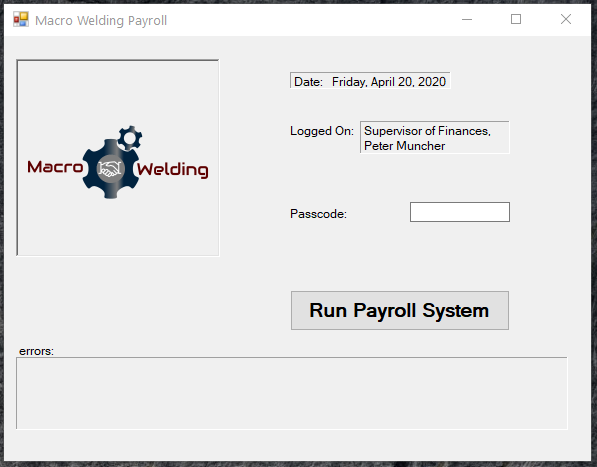 Macro Welding Payroll
Date: Friday, April 20, 2020
Macro Welding
Logged On: Supervisor of Finances,
Peter Muncher
Passcode:
Run Payroll System
errors: